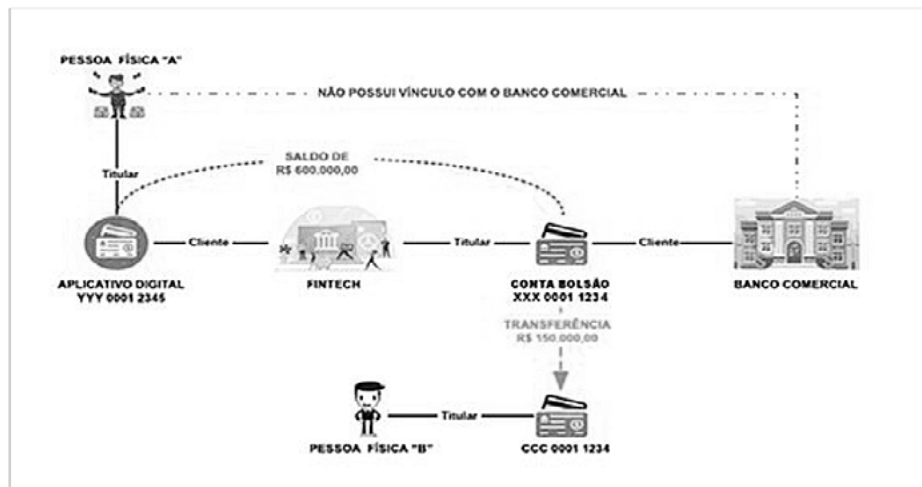 PESSOA FÍSICA "A"
NÃO POSSUI VÍNCULO COM O BANCO COMERCIAL
SALDO DE
R$ 600.000,00
Titular
Cliente
Titular
Cliente
APLICATIVO DIGITAL
YYY 0001 2345
FINTECH
CONTA BOLSÃO
XXX 0001 1234
BANCO COMERCIAL
TRANSFERÊNCIA
R$ 150.000,00
Titular
PESSOA FÍSICA "B"
CCC 0001 1234